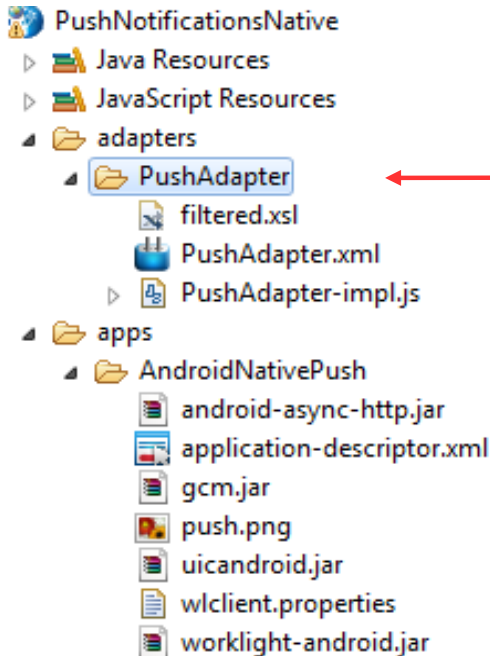 PushNotificationsNative
Java Resources
JavaScript Resources
adapters
PushAdapter
filtered.xsl
PushAdapter.xml
PushAdapter-impl.js
apps
AndroidNativePush
android-async-http.jar
application-descriptor.xml
gcm.jar
push.png
uicandroid.jar
wlclient.properties
worklight-android.jar